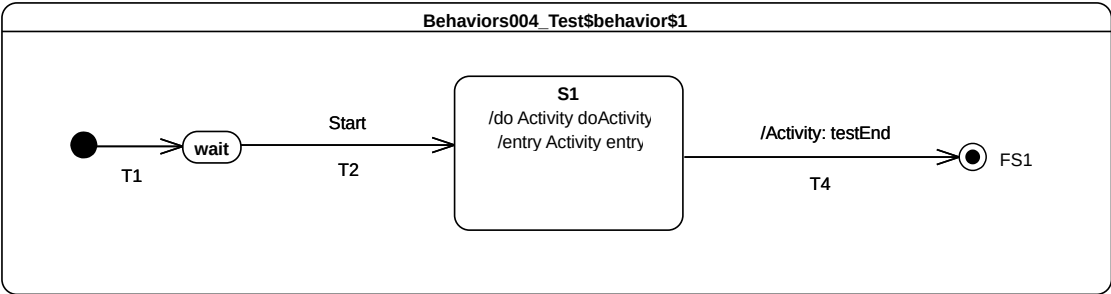 Behaviors004_Test$behavior$1
S1
/do Activity doActivity
/entry Activity entry
Start
/Activity: testEnd
wait
FS1
T1
T2
T4